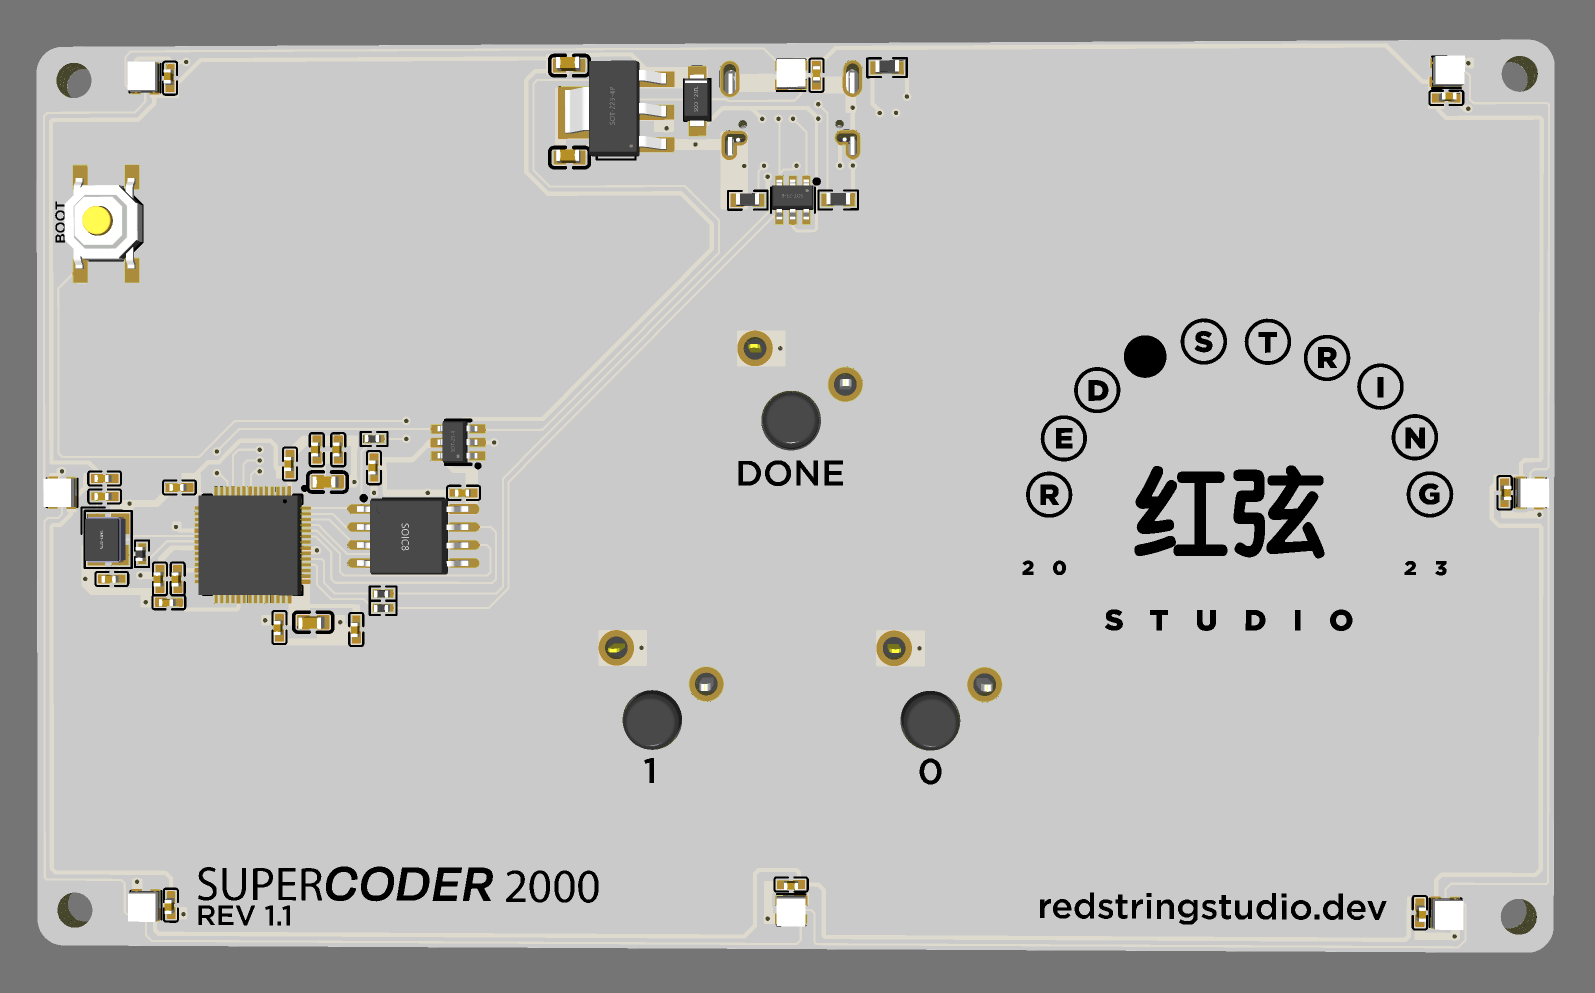 BOOT
SOIC8
DONE
1
0
RED STRING
红弦
20 23
STUDIO
SUPERCODER 2000
REV 1.1
redstringstudio.dev